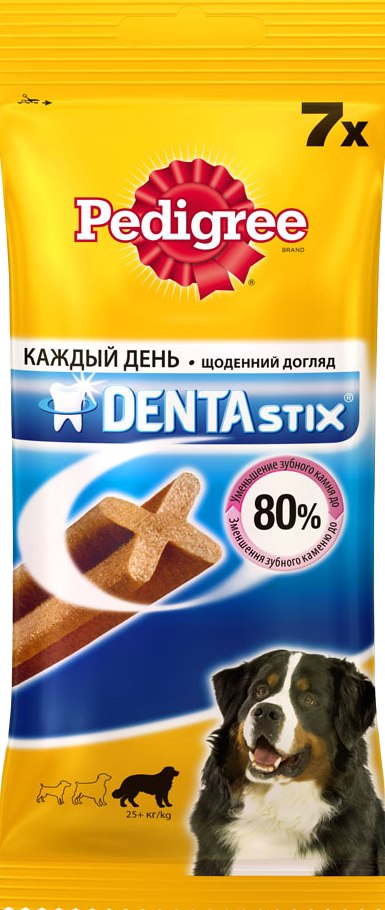 7x
Pedigree
BRAND
®
КАЖДЫЙ ДЕНЬ • щоденний догляд
DENTASTIX®
Уменьшение зубного камня до
80%
Зменшення зубного каменю до
25+ кг/kg